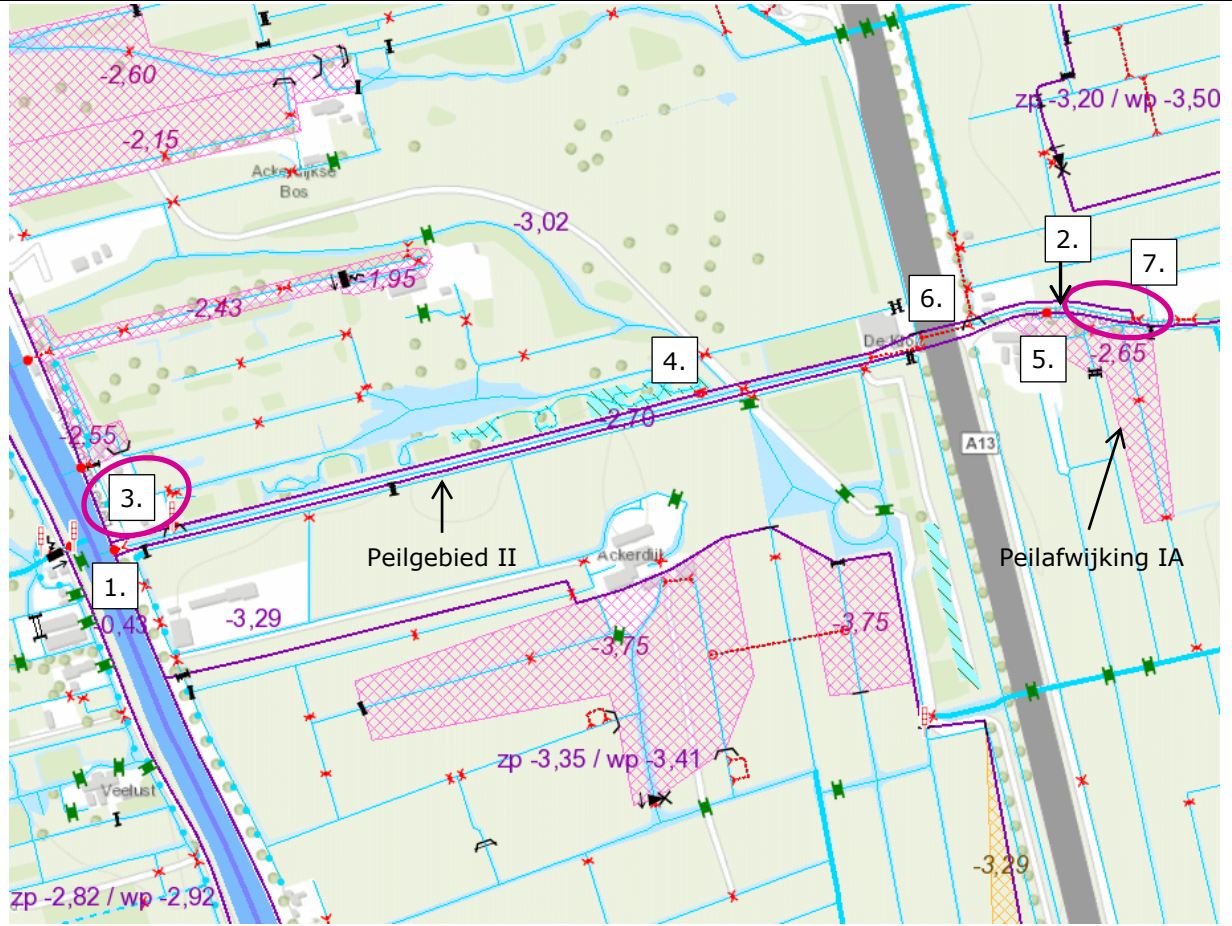 -2,60
zp -3,20 / wp -3,50
-2,15
Ackerdijkse
Bos
-3,02
2.
7.
-1,95
6.
-2,43
De Klo
4.
5.
-2,65
-2,70
-2,55
A13
3.
Peilgebied II
Ackerdijk
Peilafwijking IA
1.
-0,43
-3,29
-3,75
-3,75
zp -3,35 / wp -3,41
Veelust
-3,29
zp -2,82 / wp -2,92